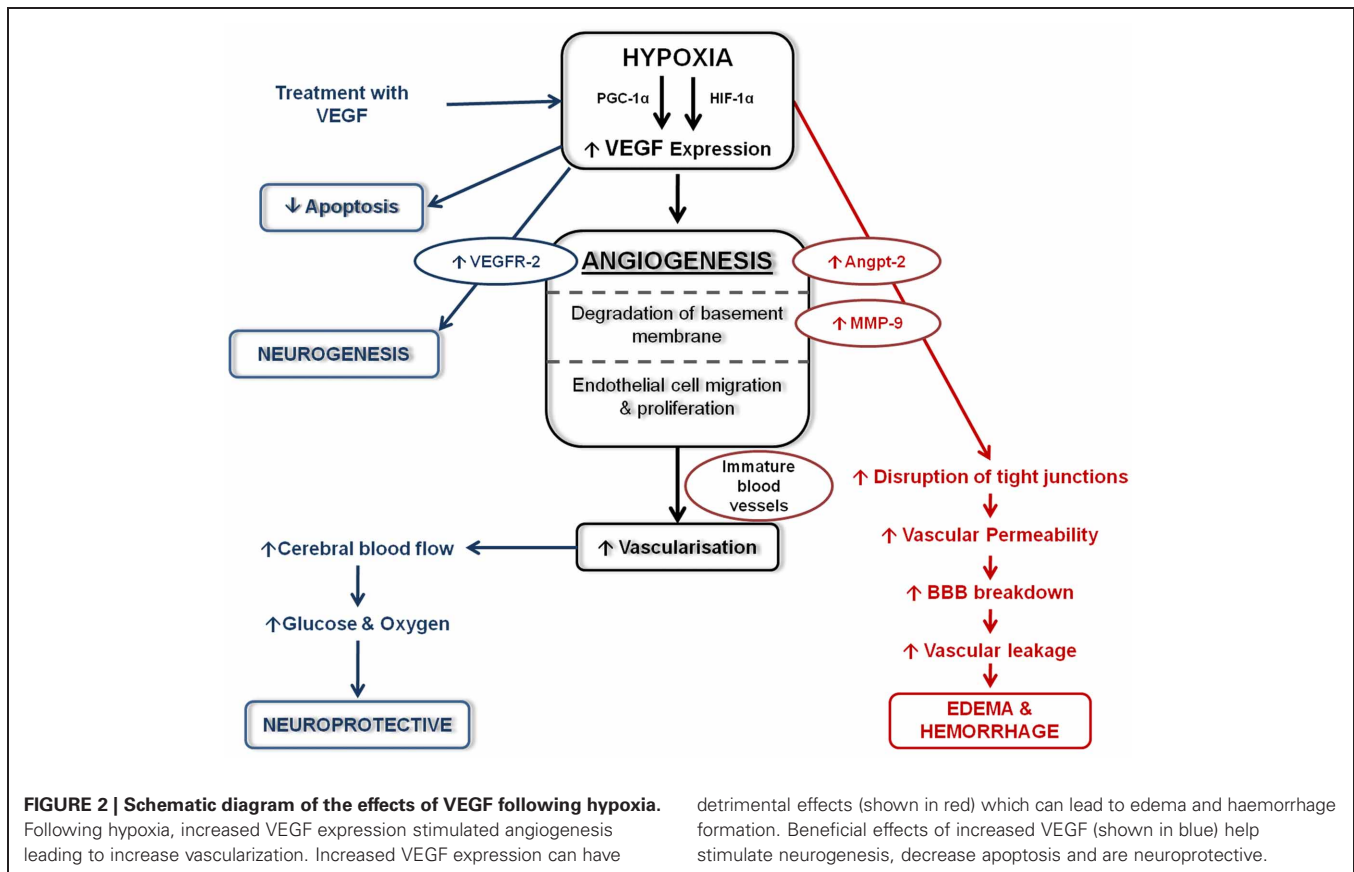 HYPOXIA
PGC-1α
HIF-1α
↑ VEGF Expression
Treatment with
VEGF
↓ Apoptosis
↑ VEGFR-2
NEUROGENESIS
ANGIOGENESIS
Degradation of basement
membrane
Endothelial cell migration
& proliferation
↑ Angpt-2
↑ MMP-9
Immature
blood
vessels
↑ Vascularisation
↑Cerebral blood flow
↑Glucose & Oxygen
NEUROPROTECTIVE
↑ Disruption of tight junctions
↑ Vascular Permeability
↑ BBB breakdown
↑ Vascular leakage
EDEMA &
HEMORRHAGE
FIGURE 2 | Schematic diagram of the effects of VEGF following hypoxia.
Following hypoxia, increased VEGF expression stimulated angiogenesis
leading to increase vascularization. Increased VEGF expression can have
detrimental effects (shown in red) which can lead to edema and haemorrhage
formation. Beneficial effects of increased VEGF (shown in blue) help
stimulate neurogenesis, decrease apoptosis and are neuroprotective.